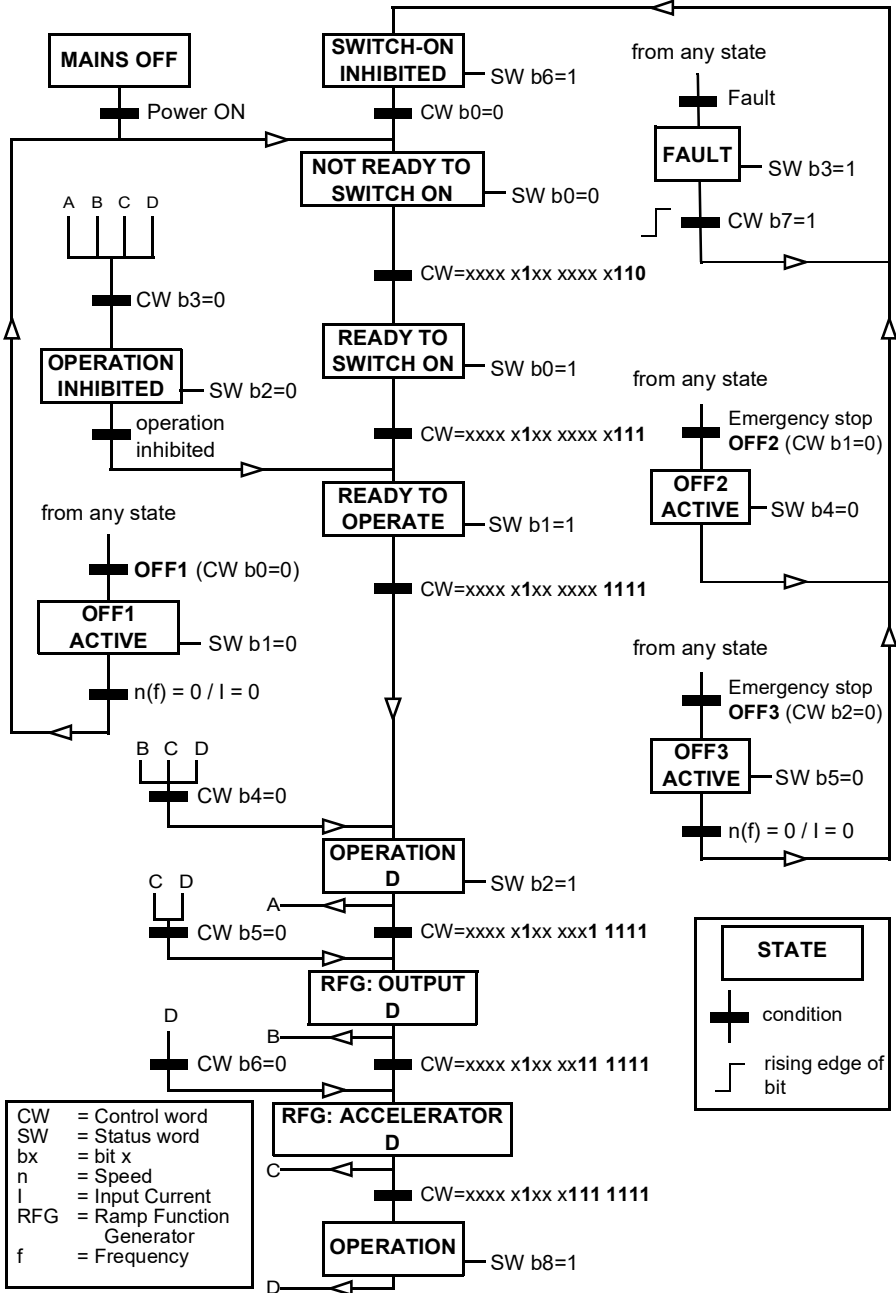 MAINS OFF
Power ON
SWITCH-ON
INHIBITED
SW b6=1
CW b0=0
NOT READY TO
SWITCH ON
SW b0=0
CW=xxxx x1xx xxxx x110
from any state
Fault
FAULT
SW b3=1
CW b7=1
A B C D
CW b3=0
OPERATION
INHIBITED
SW b2=0
operation
inhibited
READY TO
SWITCH ON
SW b0=1
CW=xxxx x1xx xxxx x111
from any state
Emergency stop
OFF2 (CW b1=0)
OFF2
ACTIVE
SW b4=0
READY TO
OPERATE
SW b1=1
CW=xxxx x1xx xxxx 1111
from any state
OFF1 (CW b0=0)
OFF1
ACTIVE
SW b1=0
n(f) = 0 / I = 0
from any state
Emergency stop
OFF3 (CW b2=0)
OFF3
ACTIVE
SW b5=0
n(f) = 0 / I = 0
B C D
CW b4=0
OPERATION
D
SW b2=1
A
C D
CW b5=0
CW=xxxx x1xx xxx1 1111
RFG: OUTPUT
D
B
D
CW b6=0
CW=xxxx x1xx xx11 1111
RFG: ACCELERATOR
D
C
CW=xxxx x1xx x111 1111
OPERATION
SW b8=1
D
STATE
condition
rising edge of
bit
CW = Control word
SW = Status word
bx = bit x
n = Speed
I = Input Current
RFG = Ramp Function
Generator
f = Frequency